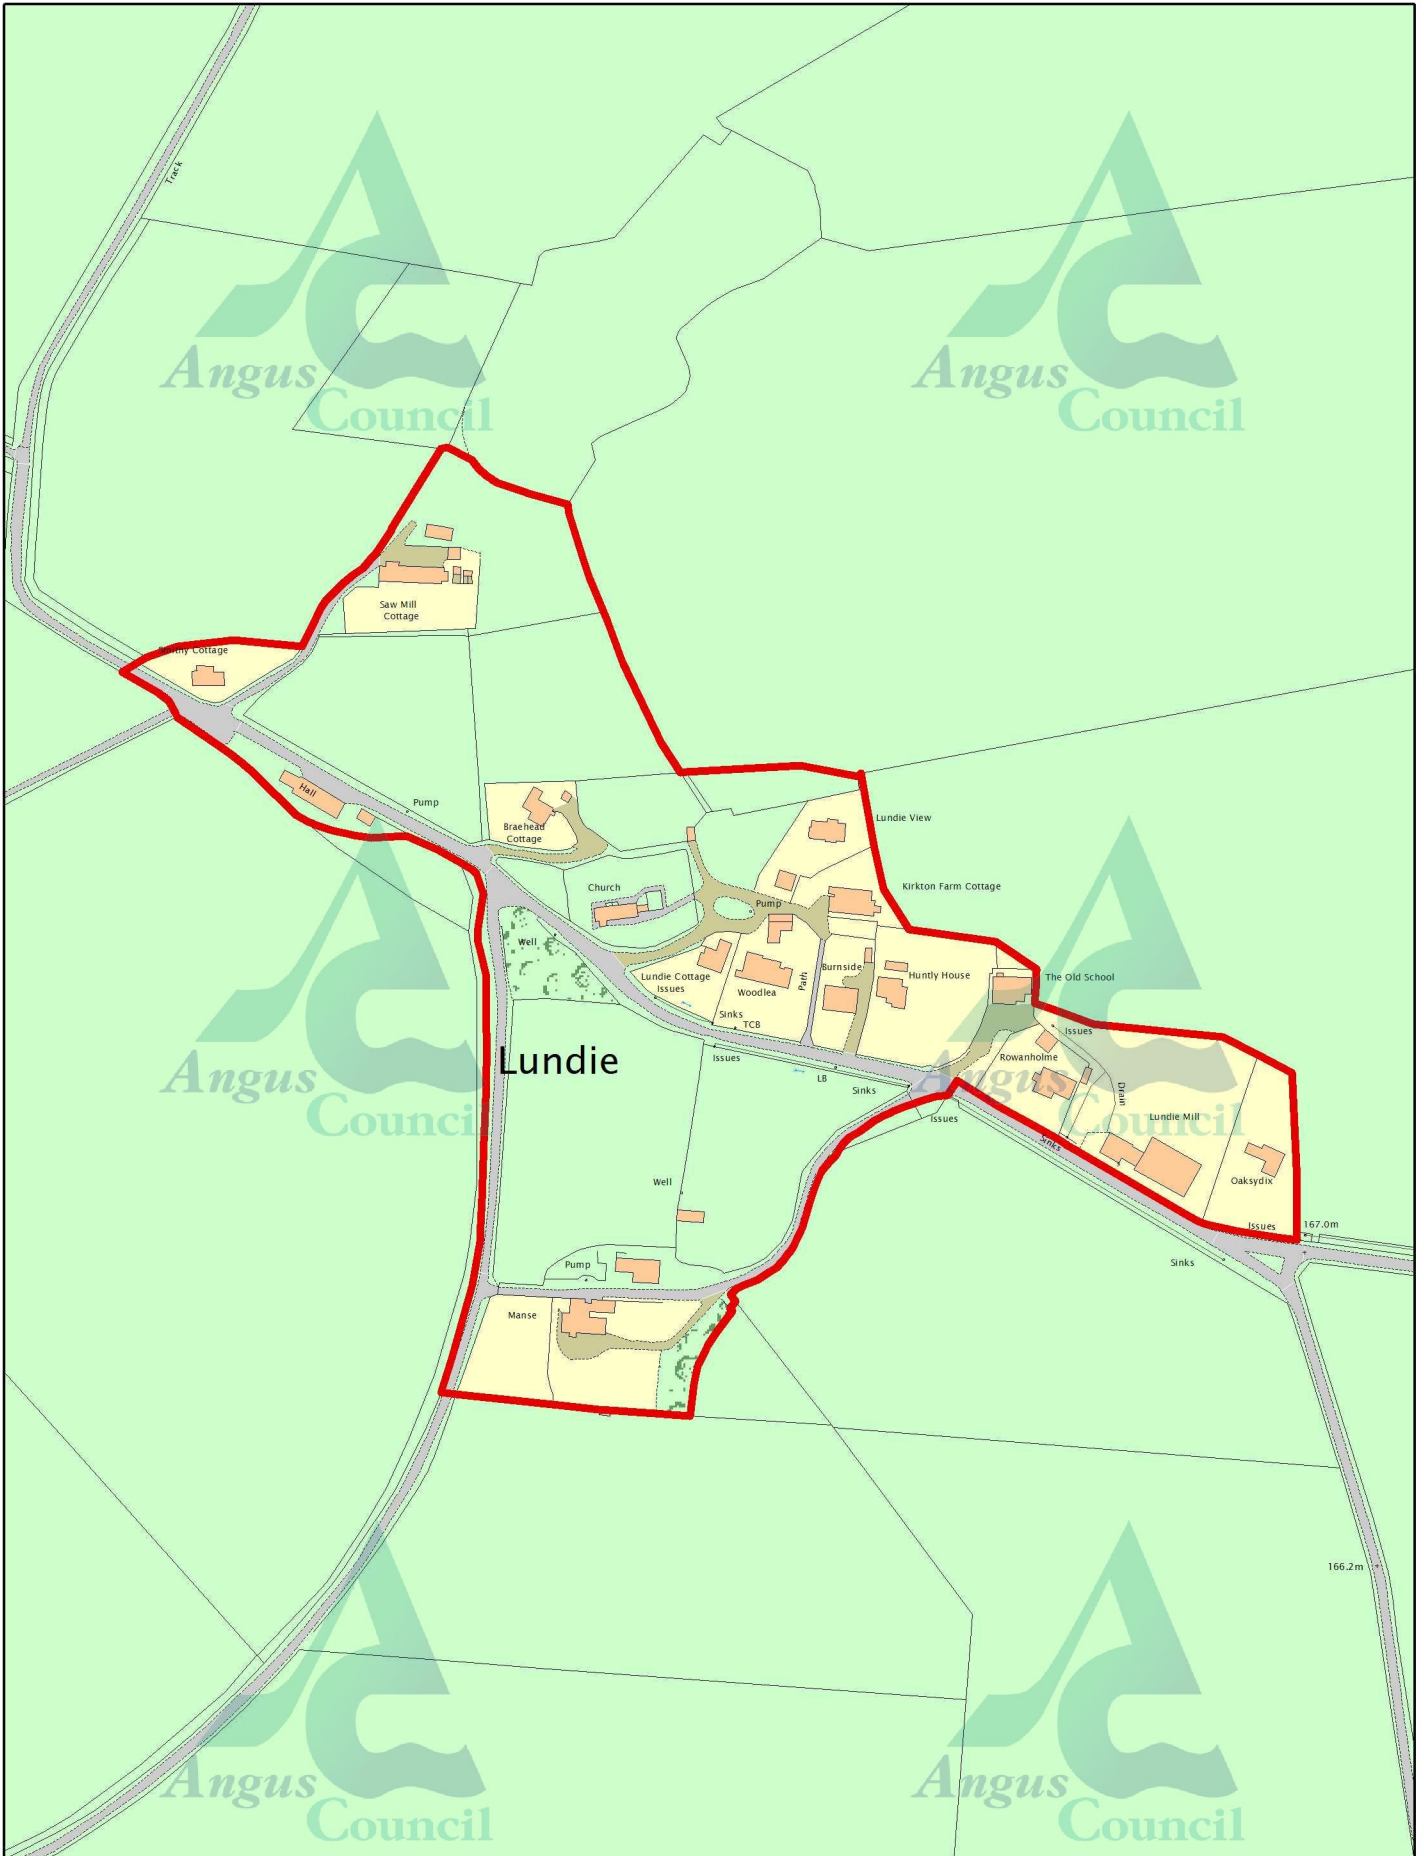 Track
Angus
Council
Angus
Council
Saw Mill
Cottage
Smithy Cottage
Hall
Pump
Braehead
Cottage
Lundie View
Church
Kirkton Farm Cottage
Pump
Well
Lundie Cottage
Issues
Woodlea
Path
Burnside
Huntly House
The Old School
Sinks
TCB
Issues
Issues
Lundie
Angus
Council
LB
Sinks
Rowanholme
Angus
Council
Drain
Issues
Lundie Mill
Sinks
Well
Oaksydix
Issues
167.0m
Sinks
Pump
Manse
166.2m
Angus
Council
Angus
Council